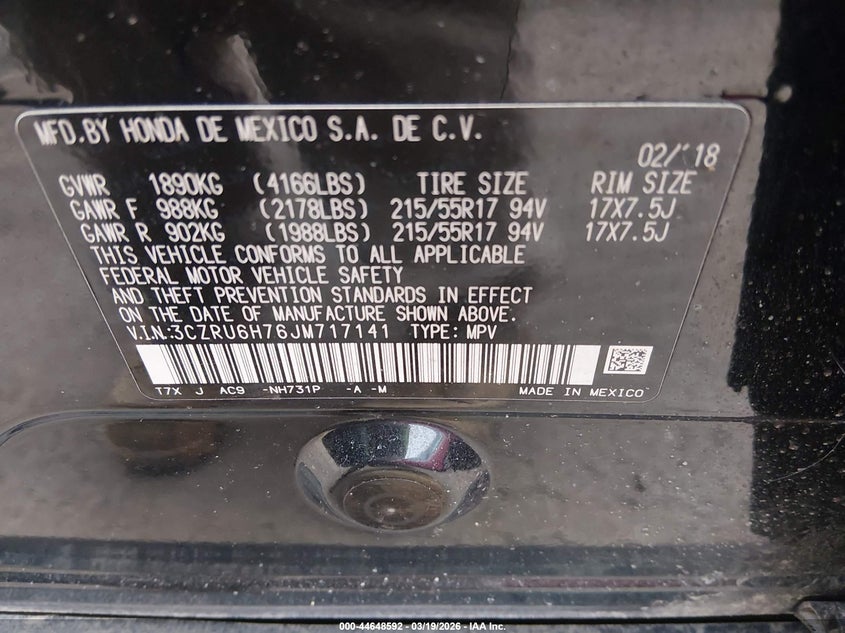 MFD.BY HONDA DE MEXICO S.A. DE C.V.
02/'18
GVWR 1890KG (4166LBS) TIRE SIZE RIM SIZE
GAWR F 988KG (2178LBS) 215/55R17 94V 17X7.5J
GAWR R 902KG (1988LBS) 215/55R17 94V 17X7.5J
THIS VEHICLE CONFORMS TO ALL APPLICABLE
FEDERAL MOTOR VEHICLE SAFETY
AND THEFT PREVENTION STANDARDS IN EFFECT
ON THE DATE OF MANUFACTURE SHOWN ABOVE.
V.I.N.:3CZRU6H76JM717141 TYPE: MPV
T7X J AC9 -NH731P -A -M MADE IN MEXICO
000-44648592 - 03/19/2026 - IAA Inc.